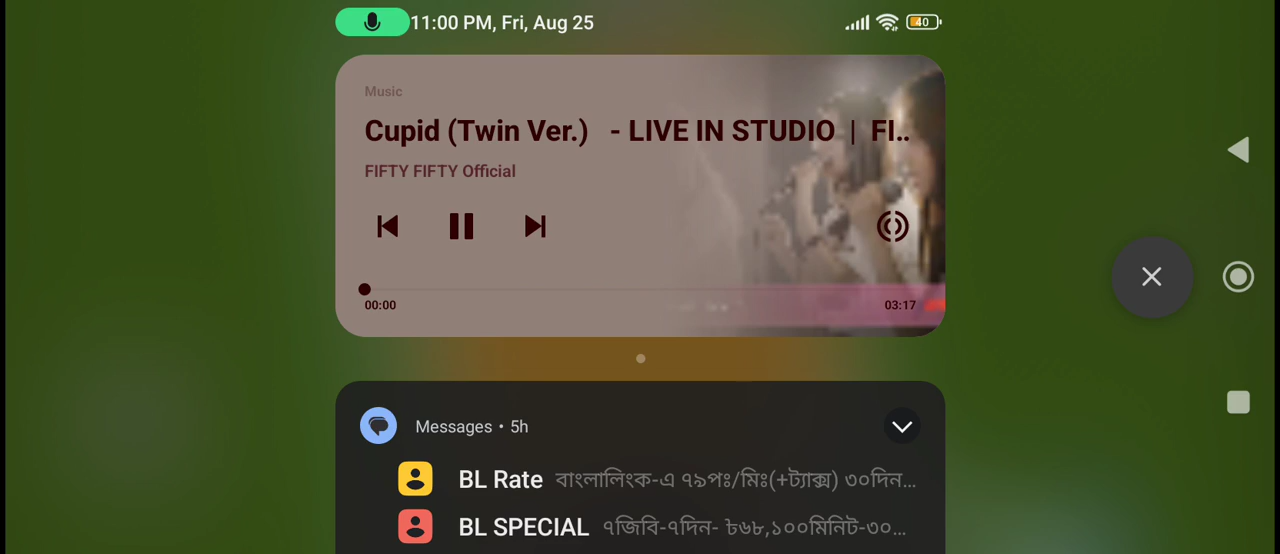 11:00 PM, Fri, Aug 25
40
Music
Cupid (Twin Ver.) - LIVE IN STUDIO | FI..
FIFTY FIFTY Official
00:00
03:17
Messages • 5h
BL Rate বাংলালিংক-এ ৭৯পঃ/মিঃ(+ট্যাক্স) ৩০দিন...
BL SPECIAL ৭জিবি-৭দিন- ৳৬৮,১০০মিনিট-৩০...